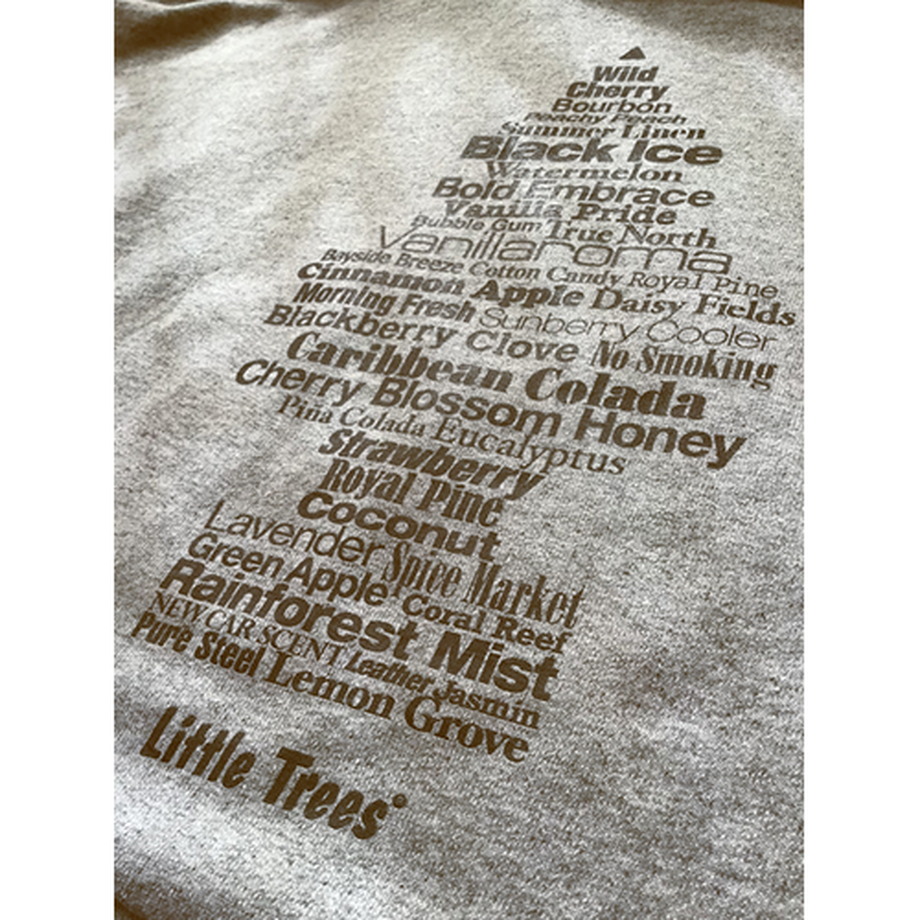 Wild
Cherry
Bourbon
Peachy Peach
Summer Linen
Black Ice
Watermelon
Bold Embrace
Vanilla Pride
Bubble Gum True North
Vanillaroma
Bayside Breeze Cotton Candy Royal Pine
Cinnamon Apple Daisy Fields
Morning Fresh Sunberry Cooler
Blackberry Clove No Smoking
Caribbean Colada
Cherry Blossom Honey
Piña Colada Eucalyptus
Strawberry
Royal Pine
Coconut
Lavender Spice Market
Green Apple Coral Reef
Rainforest Mist
NEW CAR SCENT Leather Jasmin
Pure Steel Lemon Grove
Little Trees®